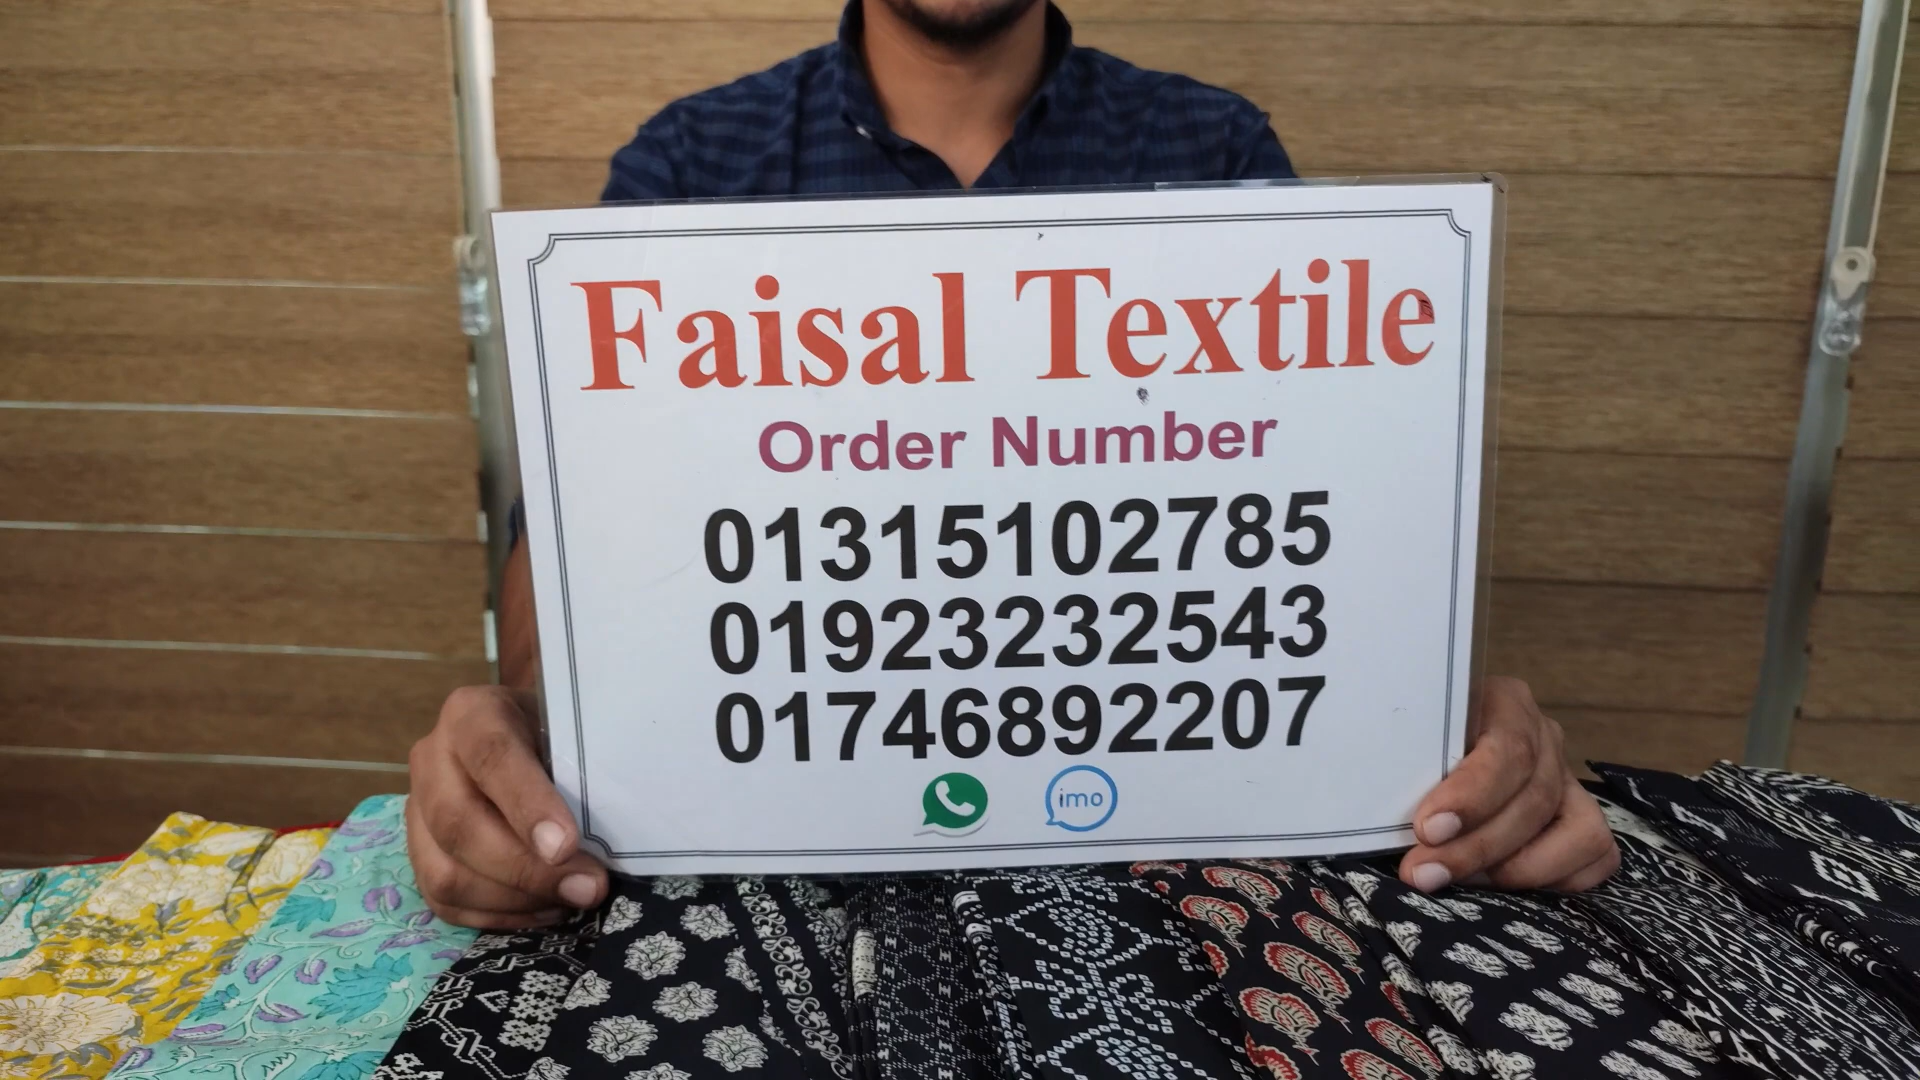 Faisal Textile
Order Number
01315102785
01923232543
01746892207
imo